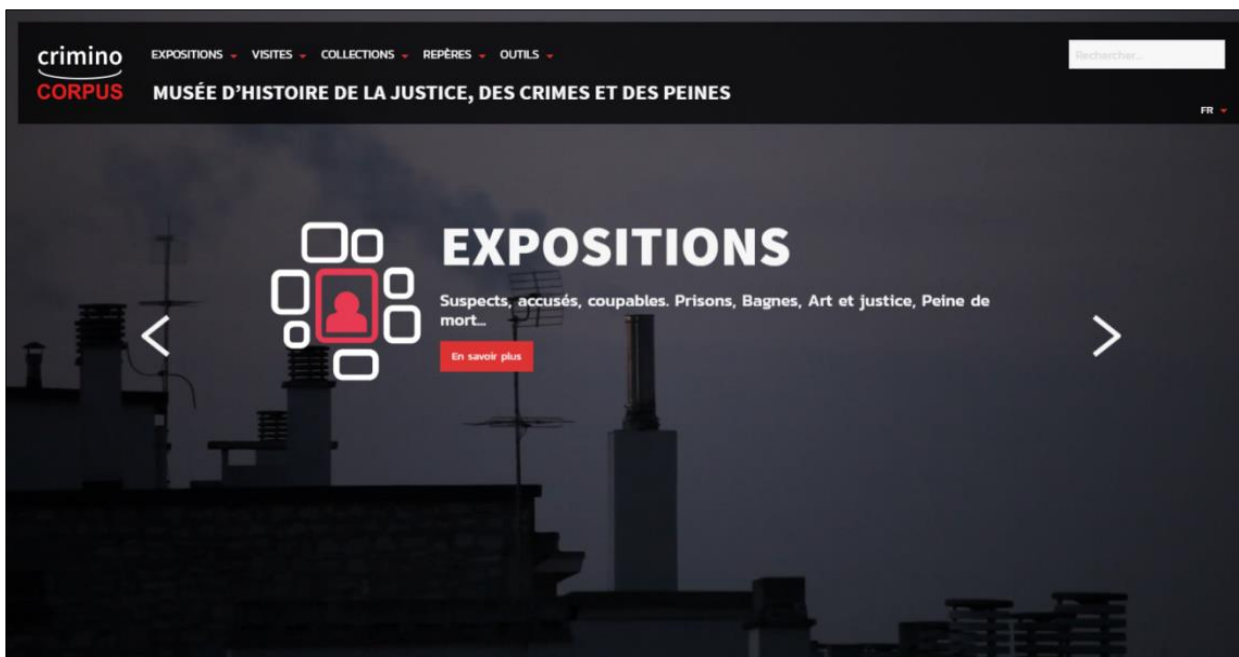 crimino
CORPUS
EXPOSITIONS VISITES COLLECTIONS REPÈRES OUTILS
MUSÉE D'HISTOIRE DE LA JUSTICE, DES CRIMES ET DES PEINES
Rechercher...
FR
EXPOSITIONS
Suspects, accusés, coupables. Prisons, Bagnes, Art et justice, Peine de
mort...
En savoir plus